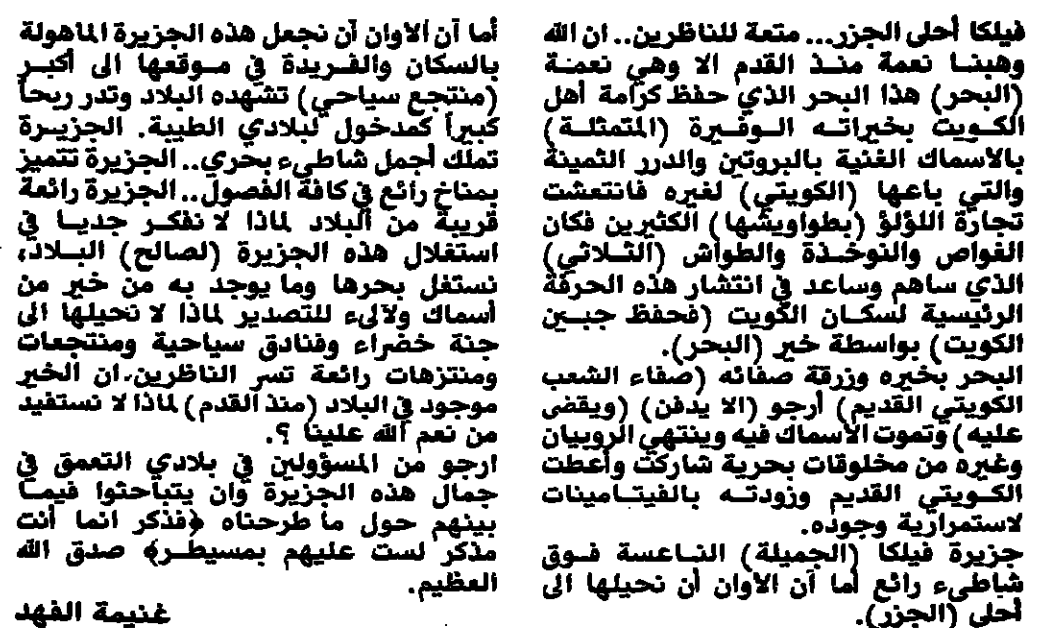 فيلكا أحلى الجزر... متعة للناظرين.. ان الله
وهبنا نعمة منذ القدم الا وهي نعمة
(البحر) هذا البحر الذي حفظ كرامة أهل
الكويت بخيراته الوفيرة (المتمثلة)
بالاسماك الغنية بالبروتين والدرر الثمينة
والتي باعها (الكويتي) لغيره فانتعشت
تجارة اللؤلؤ (بطواويشها) الكثيرين فكان
الغواص والنوخذة والطواش (الثلاثي)
الذي ساهم وساعد في انتشار هذه الحرفة
الرئيسية لسكان الكويت (فحفظ جبين
الكويت) بواسطة خير (البحر).
البحر بخيره وزرقة صفائه (صفاء الشعب
الكويتي القديم) أرجو (الا يدفن) (ويقضى
عليه) وتموت الأسماك فيه وينتهي الروبيان
وغيره من مخلوقات بحرية شاركت وأعطت
الكويتي القديم وزودته بالفيتامينات
لاستمرارية وجوده.
جزيرة فيلكا (الجميلة) الناعسة فوق
شاطىء رائع أما آن الأوان أن نحيلها الى
أحلى (الجزر).
أما آن الأوان أن نجعل هذه الجزيرة الماهولة
بالسكان والفريدة في موقعها الى أكبر
(منتجع سياحي) تشهده البلاد وتدر ربحاً
كبيراً كمدخول لبلادي الطيبة. الجزيرة
تملك أجمل شاطىء بحري.. الجزيرة تتميز
بمناخ رائع في كافة الفصول.. الجزيرة رائعة
قريبة من البلاد لماذا لا نفكر جديا في
استغلال هذه الجزيرة (لصالح) البلاد،
نستغل بحرها وما يوجد به من خير من
أسماك ولآلىء للتصدير لماذا لا نحيلها الى
جنة خضراء وفنادق سياحية ومنتجعات
ومنتزهات رائعة تسر الناظرين. ان الخير
موجود في البلاد (منذ القدم) لماذا لا نستفيد
من نعم الله علينا ؟.
ارجو من المسؤولين في بلادي التعمق في
جمال هذه الجزيرة وان يتباحثوا فيما
بينهم حول ما طرحناه ﴿فذكر انما أنت
مذكر لست عليهم بمسيطر﴾ صدق الله
العظيم.
غنيمة الفهد